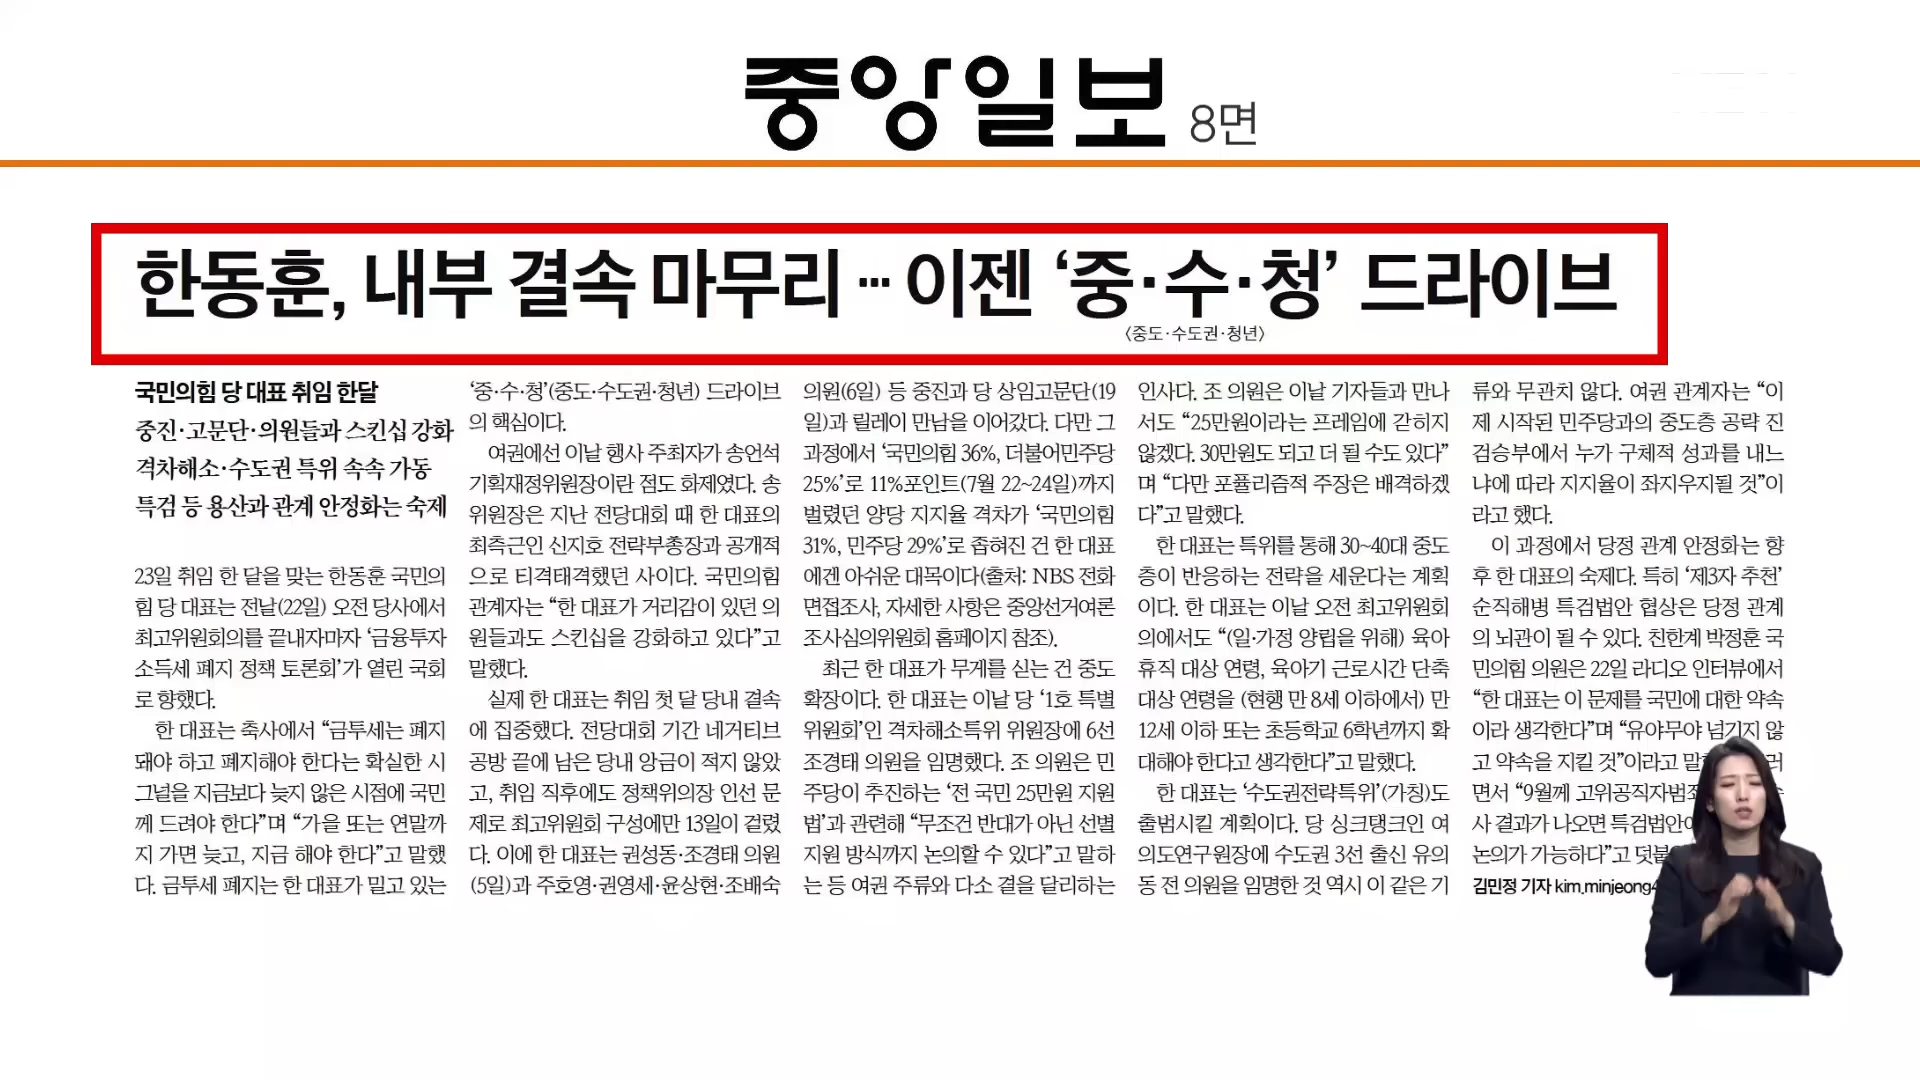 중앙일보 8면
한동훈, 내부 결속 마무리 … 이젠 ‘중·수·청’ 드라이브
<중도·수도권·청년>
국민의힘 당 대표 취임 한달
중진·고문단·의원들과 스킨십 강화
격차해소·수도권 특위 속속 가동
특검 등 용산과 관계 안정화는 숙제
23일 취임 한 달을 맞는 한동훈 국민의
힘 당 대표는 전날(22일) 오전 당사에서
최고위원회의를 끝내자마자 ‘금융투자
소득세 폐지 정책 토론회’가 열린 국회
로 향했다.
한 대표는 축사에서 “금투세는 폐지
돼야 하고 폐지해야 한다는 확실한 시
그널을 지금보다 늦지 않은 시점에 국민
께 드려야 한다”며 “가을 또는 연말까
지 가면 늦고, 지금 해야 한다”고 말했
다. 금투세 폐지는 한 대표가 밀고 있는
‘중·수·청’(중도·수도권·청년) 드라이브
의 핵심이다.
여권에선 이날 행사 주최자가 송언석
기획재정위원장이란 점도 화제였다. 송
위원장은 지난 전당대회 때 한 대표의
최측근인 신지호 전략부총장과 공개적
으로 티격태격했던 사이다. 국민의힘
관계자는 “한 대표가 거리감이 있던 의
원들과도 스킨십을 강화하고 있다”고
말했다.
실제 한 대표는 취임 첫 달 당내 결속
에 집중했다. 전당대회 기간 네거티브
공방 끝에 남은 당내 앙금이 적지 않았
고, 취임 직후에도 정책위의장 인선 문
제로 최고위원회 구성에만 13일이 걸렸
다. 이에 한 대표는 권성동·조경태 의원
(5일)과 주호영·권영세·윤상현·조배숙
의원(6일) 등 중진과 당 상임고문단(19
일)과 릴레이 만남을 이어갔다. 다만 그
과정에서 ‘국민의힘 36%, 더불어민주당
25%’로 11%포인트(7월 22~24일)까지
벌렸던 양당 지지율 격차가 ‘국민의힘
31%, 민주당 29%’로 좁혀진 건 한 대표
에겐 아쉬운 대목이다(출처: NBS 전화
면접조사, 자세한 사항은 중앙선거여론
조사심의위원회 홈페이지 참조).
최근 한 대표가 무게를 싣는 건 중도
확장이다. 한 대표는 이날 당 ‘1호 특별
위원회’인 격차해소특위 위원장에 6선
조경태 의원을 임명했다. 조 의원은 민
주당이 추진하는 ‘전 국민 25만원 지원
법’과 관련해 “무조건 반대가 아닌 선별
지원 방식까지 논의할 수 있다”고 말하
는 등 여권 주류와 다소 결을 달리하는
인사다. 조 의원은 이날 기자들과 만나
서도 “25만원이라는 프레임에 갇히지
않겠다. 30만원도 되고 더 될 수도 있다”
며 “다만 포퓰리즘적 주장은 배격하겠
다”고 말했다.
한 대표는 특위를 통해 30~40대 중도
층이 반응하는 전략을 세운다는 계획
이다. 한 대표는 이날 오전 최고위원회
의에서도 “(일·가정 양립을 위해) 육아
휴직 대상 연령, 육아기 근로시간 단축
대상 연령을 (현행 만 8세 이하에서) 만
12세 이하 또는 초등학교 6학년까지 확
대해야 한다고 생각한다”고 말했다.
한 대표는 ‘수도권전략특위’(가칭)도
출범시킬 계획이다. 당 싱크탱크인 여
의도연구원장에 수도권 3선 출신 유의
동 전 의원을 임명한 것 역시 이 같은 기
류와 무관치 않다. 여권 관계자는 “이
제 시작된 민주당과의 중도층 공략 진
검승부에서 누가 구체적 성과를 내느
냐에 따라 지지율이 좌지우지될 것”이
라고 했다.
이 과정에서 당정 관계 안정화는 향
후 한 대표의 숙제다. 특히 ‘제3자 추천’
순직해병 특검법안 협상은 당정 관계
의 뇌관이 될 수 있다. 친한계 박정훈 국
민의힘 의원은 22일 라디오 인터뷰에서
“한 대표는 이 문제를 국민에 대한 약속
이라 생각한다”며 “유야무야 넘기지 않
고 약속을 지킬 것”이라고 말 러
면서 “9월께 고위공직자범죄
사 결과가 나오면 특검법안
논의가 가능하다”고 덧붙
김민정 기자 kim.minjeong4